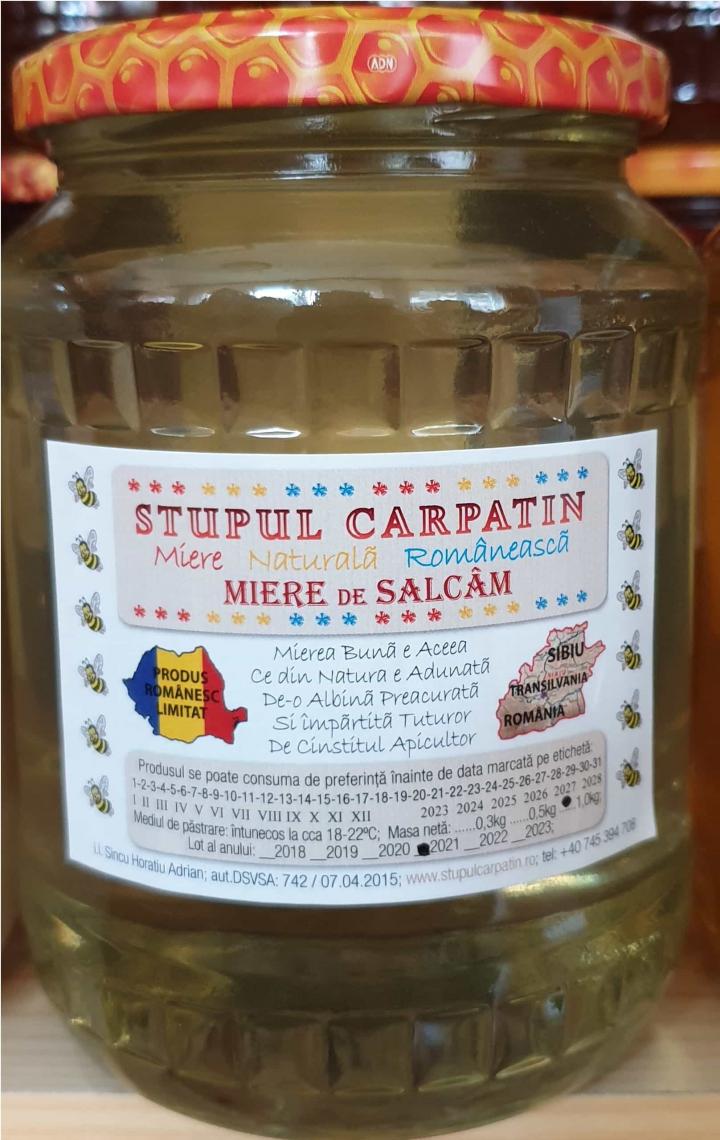 ADN
STUPUL CARPATIN
Miere Naturală Românească
MIERE DE SALCÂM
PRODUS
ROMÂNESC
LIMITAT
Mierea Bună e Aceea
Ce din Natura e Adunată
De-o Albină Preacurată
Si împărtită Tuturor
De Cinstitul Apicultor
SIBIU
TRANSILVANIA
ROMÂNIA
Produsul se poate consuma de preferință înainte de data marcată pe etichetă:
1-2-3-4-5-6-7-8-9-10-11-12-13-14-15-16-17-18-19-20-21-22-23-24-25-26-27-28-29-30-31
I II III IV V VI VII VIII IX X XI XII 2023 2024 2025 2026 2027 2028
Mediul de păstrare: întunecos la cca 18-22ºC; Masa netă: ......0,3kg ......0,5kg 1,0kg;
Lot al anului: __2018 __2019 __2020 2021 __2022 __2023;
I.I. Sincu Horatiu Adrian; aut.DSVSA: 742 / 07.04.2015; www.stupulcarpatin.ro; tel: +40 745 394 708